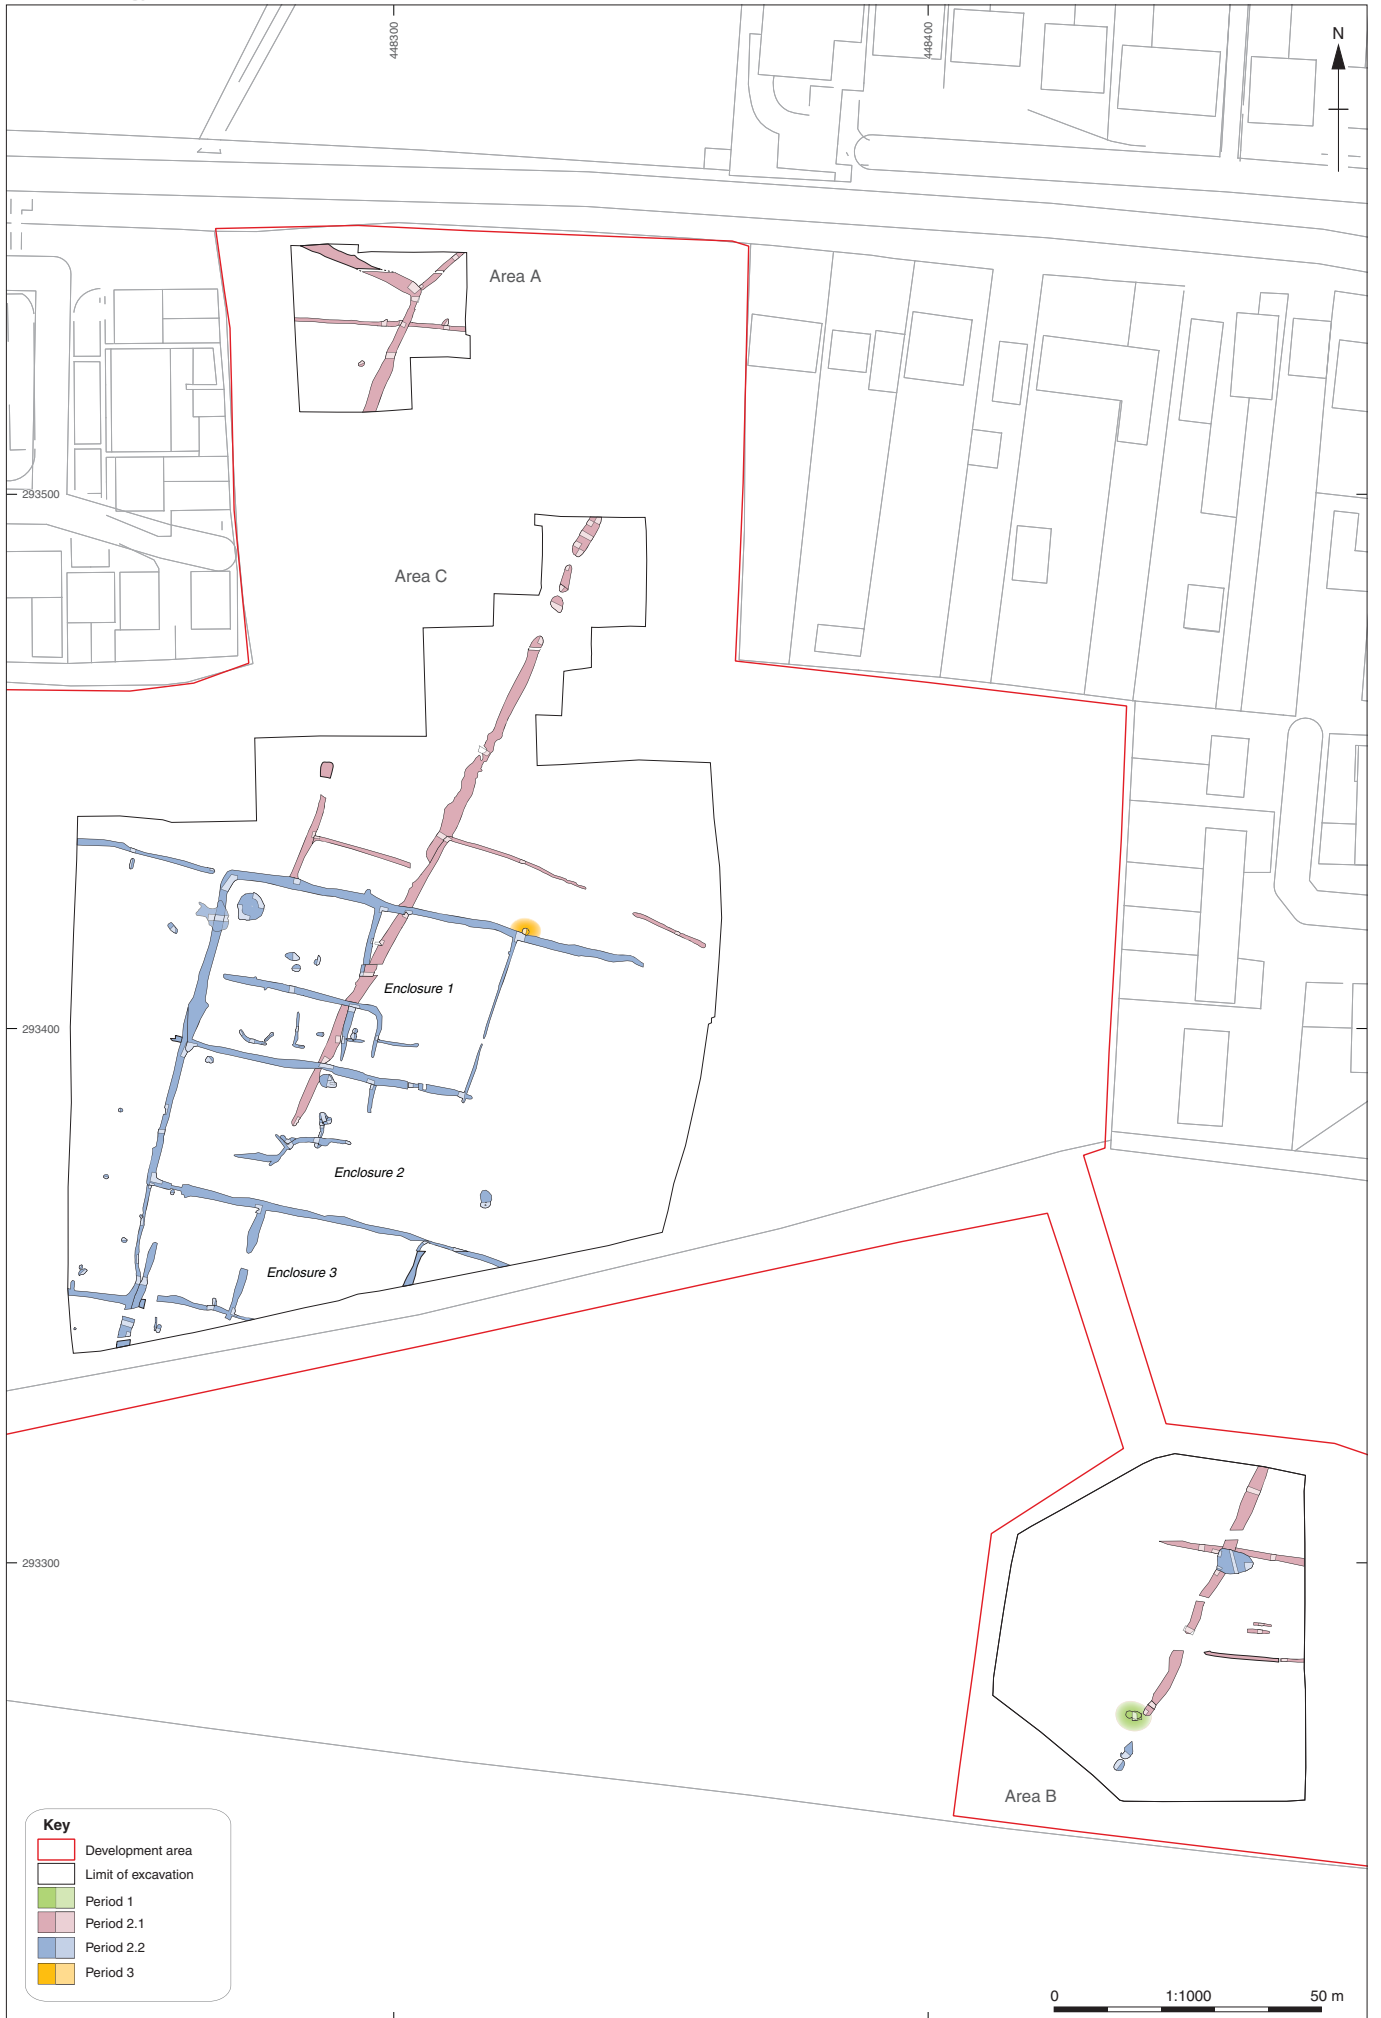 448300
448400
N
Area A
293500
Area C
Enclosure 1
293400
Enclosure 2
Enclosure 3
293300
Area B
Key
Development area
Limit of excavation
Period 1
Period 2.1
Period 2.2
Period 3
0 1:1000 50 m